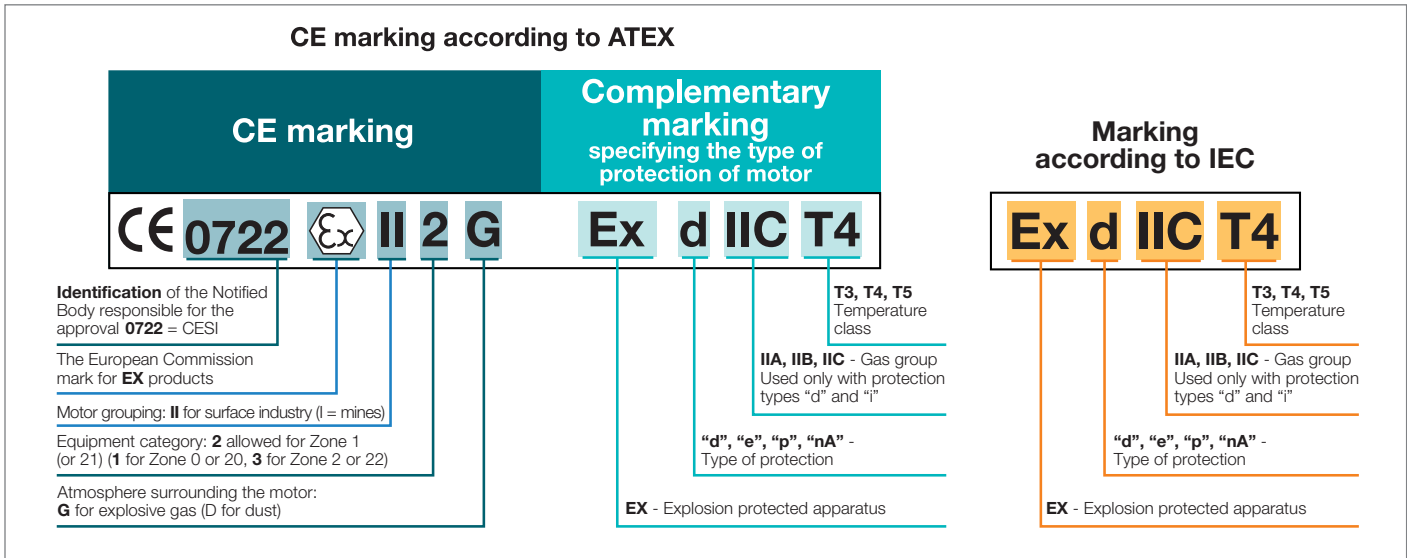 CE marking according to ATEX
CE marking
Complementary
marking
specifying the type of
protection of motor
CE 0722 Ex II 2 G Ex d IIC T4
Identification of the Notified
Body responsible for the
approval 0722 = CESI
The European Commission
mark for EX products
Motor grouping: II for surface industry (I = mines)
Equipment category: 2 allowed for Zone 1
(or 21) (1 for Zone 0 or 20, 3 for Zone 2 or 22)
Atmosphere surrounding the motor:
G for explosive gas (D for dust)
T3, T4, T5
Temperature
class
IIA, IIB, IIC - Gas group
Used only with protection
types “d” and “i”
“d”, “e”, “p”, “nA” -
Type of protection
EX - Explosion protected apparatus
Marking
according to IEC
Ex d IIC T4
T3, T4, T5
Temperature
class
IIA, IIB, IIC - Gas group
Used only with protection
types “d” and “i”
“d”, “e”, “p”, “nA” -
Type of protection
EX - Explosion protected apparatus